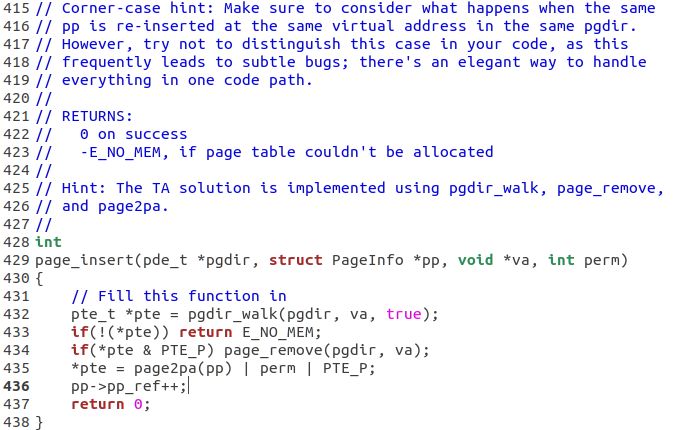 415 // Corner-case hint: Make sure to consider what happens when the same
416 // pp is re-inserted at the same virtual address in the same pgdir.
417 // However, try not to distinguish this case in your code, as this
418 // frequently leads to subtle bugs; there's an elegant way to handle
419 // everything in one code path.
420 //
421 // RETURNS:
422 //   0 on success
423 //   -E_NO_MEM, if page table couldn't be allocated
424 //
425 // Hint: The TA solution is implemented using pgdir_walk, page_remove,
426 // and page2pa.
427 //
428 int
429 page_insert(pde_t *pgdir, struct PageInfo *pp, void *va, int perm)
430 {
431     // Fill this function in
432     pte_t *pte = pgdir_walk(pgdir, va, true);
433     if(!(*pte)) return E_NO_MEM;
434     if(*pte & PTE_P) page_remove(pgdir, va);
435     *pte = page2pa(pp) | perm | PTE_P;
436     pp->pp_ref++;
437     return 0;
438 }